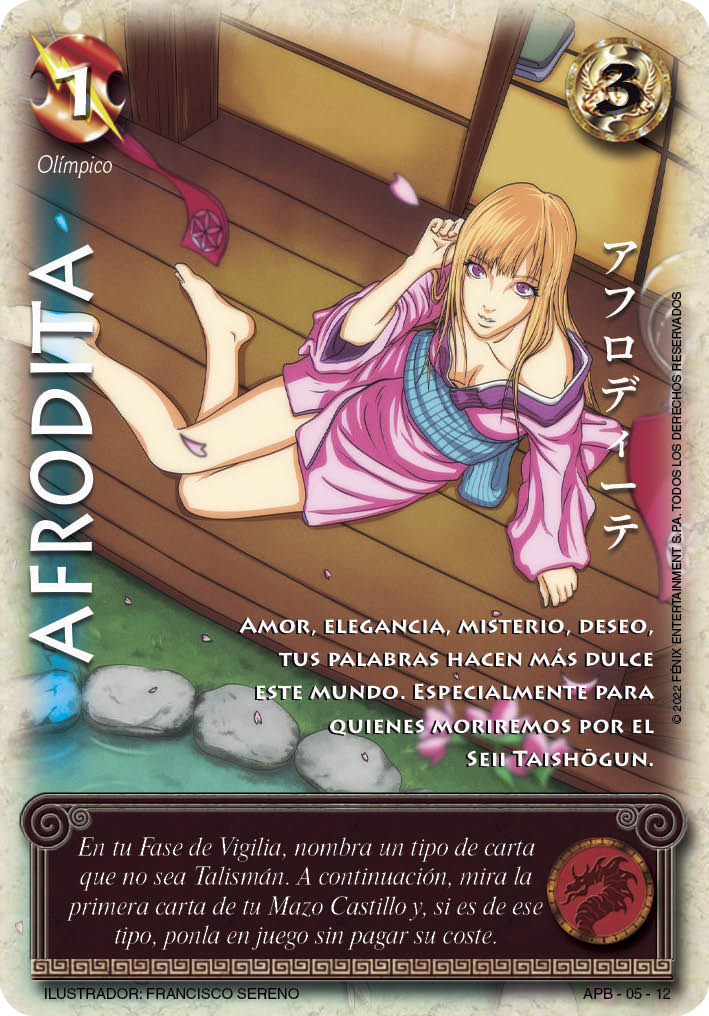 1
3
Olímpico
AFRODITA
アフロディーテ
© 2022 FÉNIX ENTERTAINMENT S.PA. TODOS LOS DERECHOS RESERVADOS
Amor, elegancia, misterio, deseo,
tus palabras hacen más dulce
este mundo. Especialmente para
quienes moriremos por el
Seii Taishōgun.
En tu Fase de Vigilia, nombra un tipo de carta
que no sea Talismán. A continuación, mira la
primera carta de tu Mazo Castillo y, si es de ese
tipo, ponla en juego sin pagar su coste.
ILUSTRADOR: FRANCISCO SERENO
APB - 05 - 12